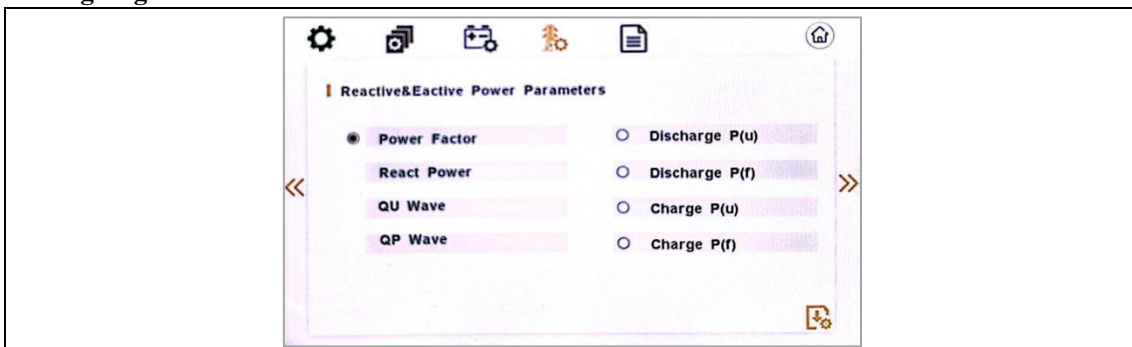 Reactive&Eactive Power Parameters
Power Factor
React Power
QU Wave
QP Wave
Discharge P(u)
Discharge P(f)
Charge P(u)
Charge P(f)